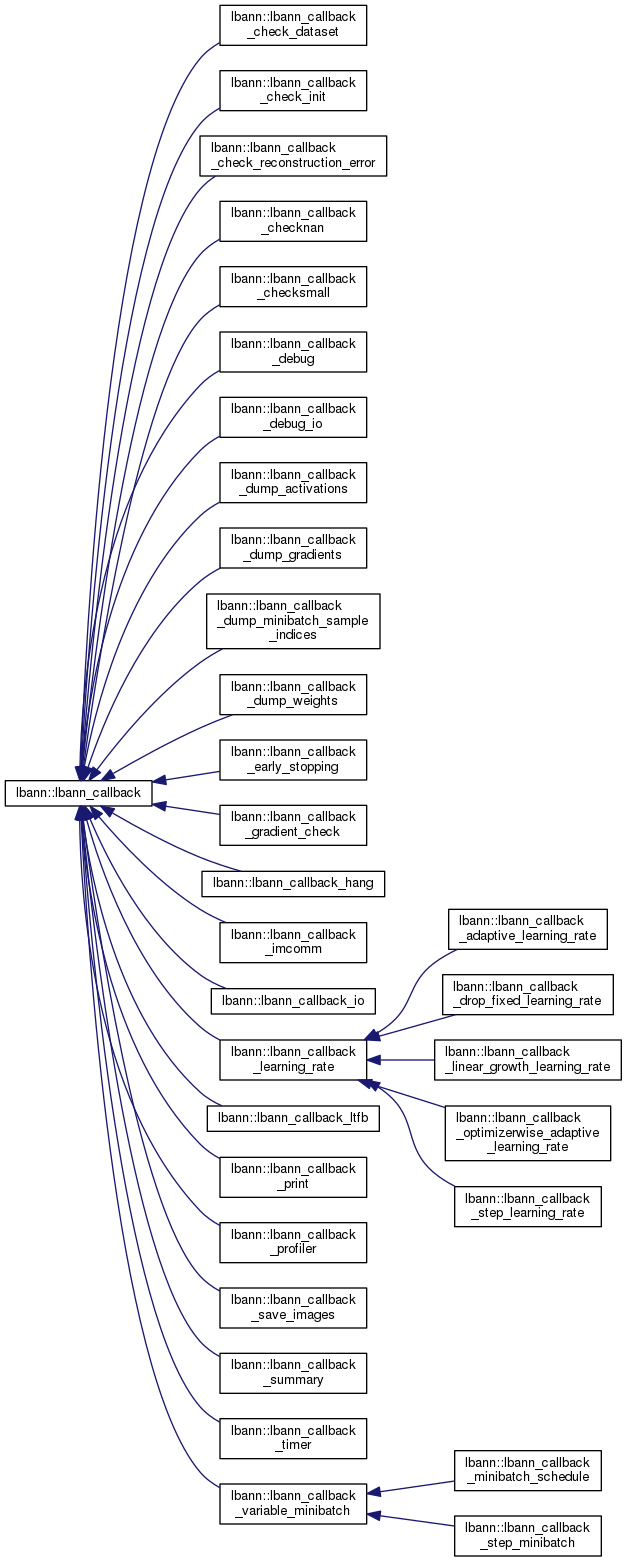 lbann::lbann_callback
_check_dataset
lbann::lbann_callback
_check_init
lbann::lbann_callback
_check_reconstruction_error
lbann::lbann_callback
_checknan
lbann::lbann_callback
_checksmall
lbann::lbann_callback
_debug
lbann::lbann_callback
_debug_io
lbann::lbann_callback
_dump_activations
lbann::lbann_callback
_dump_gradients
lbann::lbann_callback
_dump_minibatch_sample
_indices
lbann::lbann_callback
_dump_weights
lbann::lbann_callback
_early_stopping
lbann::lbann_callback
lbann::lbann_callback
_gradient_check
lbann::lbann_callback_hang
lbann::lbann_callback
_imcomm
lbann::lbann_callback_io
lbann::lbann_callback
_learning_rate
lbann::lbann_callback
_adaptive_learning_rate
lbann::lbann_callback
_drop_fixed_learning_rate
lbann::lbann_callback
_linear_growth_learning_rate
lbann::lbann_callback
_optimizerwise_adaptive
_learning_rate
lbann::lbann_callback
_step_learning_rate
lbann::lbann_callback_ltfb
lbann::lbann_callback
_print
lbann::lbann_callback
_profiler
lbann::lbann_callback
_save_images
lbann::lbann_callback
_summary
lbann::lbann_callback
_timer
lbann::lbann_callback
_variable_minibatch
lbann::lbann_callback
_minibatch_schedule
lbann::lbann_callback
_step_minibatch